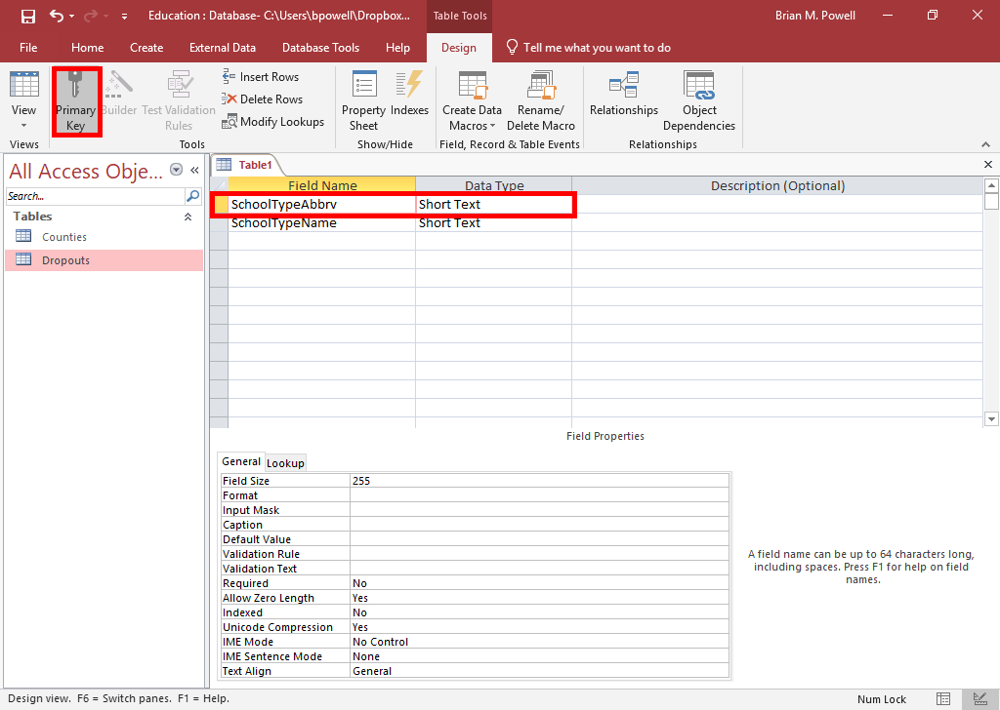 Education : Database- C:\Users\bpowell\Dropbox...
Table Tools
Brian M. Powell
File
Home
Create
External Data
Database Tools
Help
Design
Tell me what you want to do
View
Primary
Key
Builder
Test Validation
Rules
Insert Rows
Delete Rows
Modify Lookups
Property
Sheet
Indexes
Create Data
Macros
Rename/
Delete Macro
Relationships
Object
Dependencies
Views
Tools
Show/Hide
Field, Record & Table Events
Relationships
All Access Obje...
Search...
Tables
Counties
Dropouts
Table1
Field Name
Data Type
Description (Optional)
SchoolTypeAbbrv
Short Text
SchoolTypeName
Short Text
Field Properties
General
Lookup
Field Size 255
Format
Input Mask
Caption
Default Value
Validation Rule
Validation Text
Required No
Allow Zero Length Yes
Indexed No
Unicode Compression Yes
IME Mode No Control
IME Sentence Mode None
Text Align General
A field name can be up to 64 characters long,
including spaces. Press F1 for help on field
names.
Design view. F6 = Switch panes. F1 = Help.
Num Lock